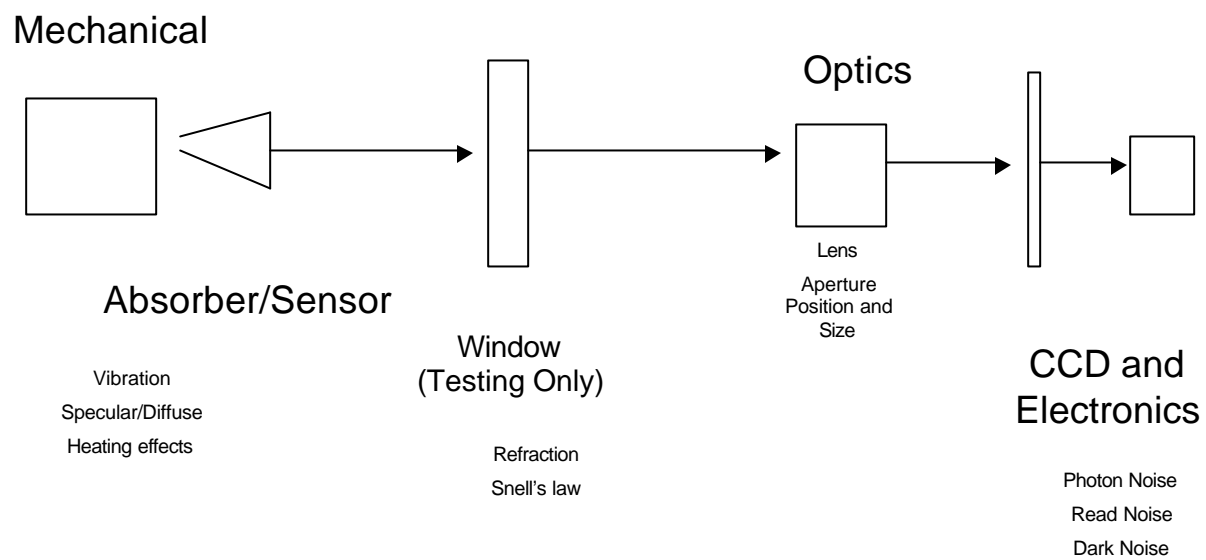 Mechanical
Optics
Lens
Aperture
Position and
Size
Absorber/Sensor
Vibration
Specular/Diffuse
Heating effects
Window
(Testing Only)
Refraction
Snell's law
CCD and
Electronics
Photon Noise
Read Noise
Dark Noise